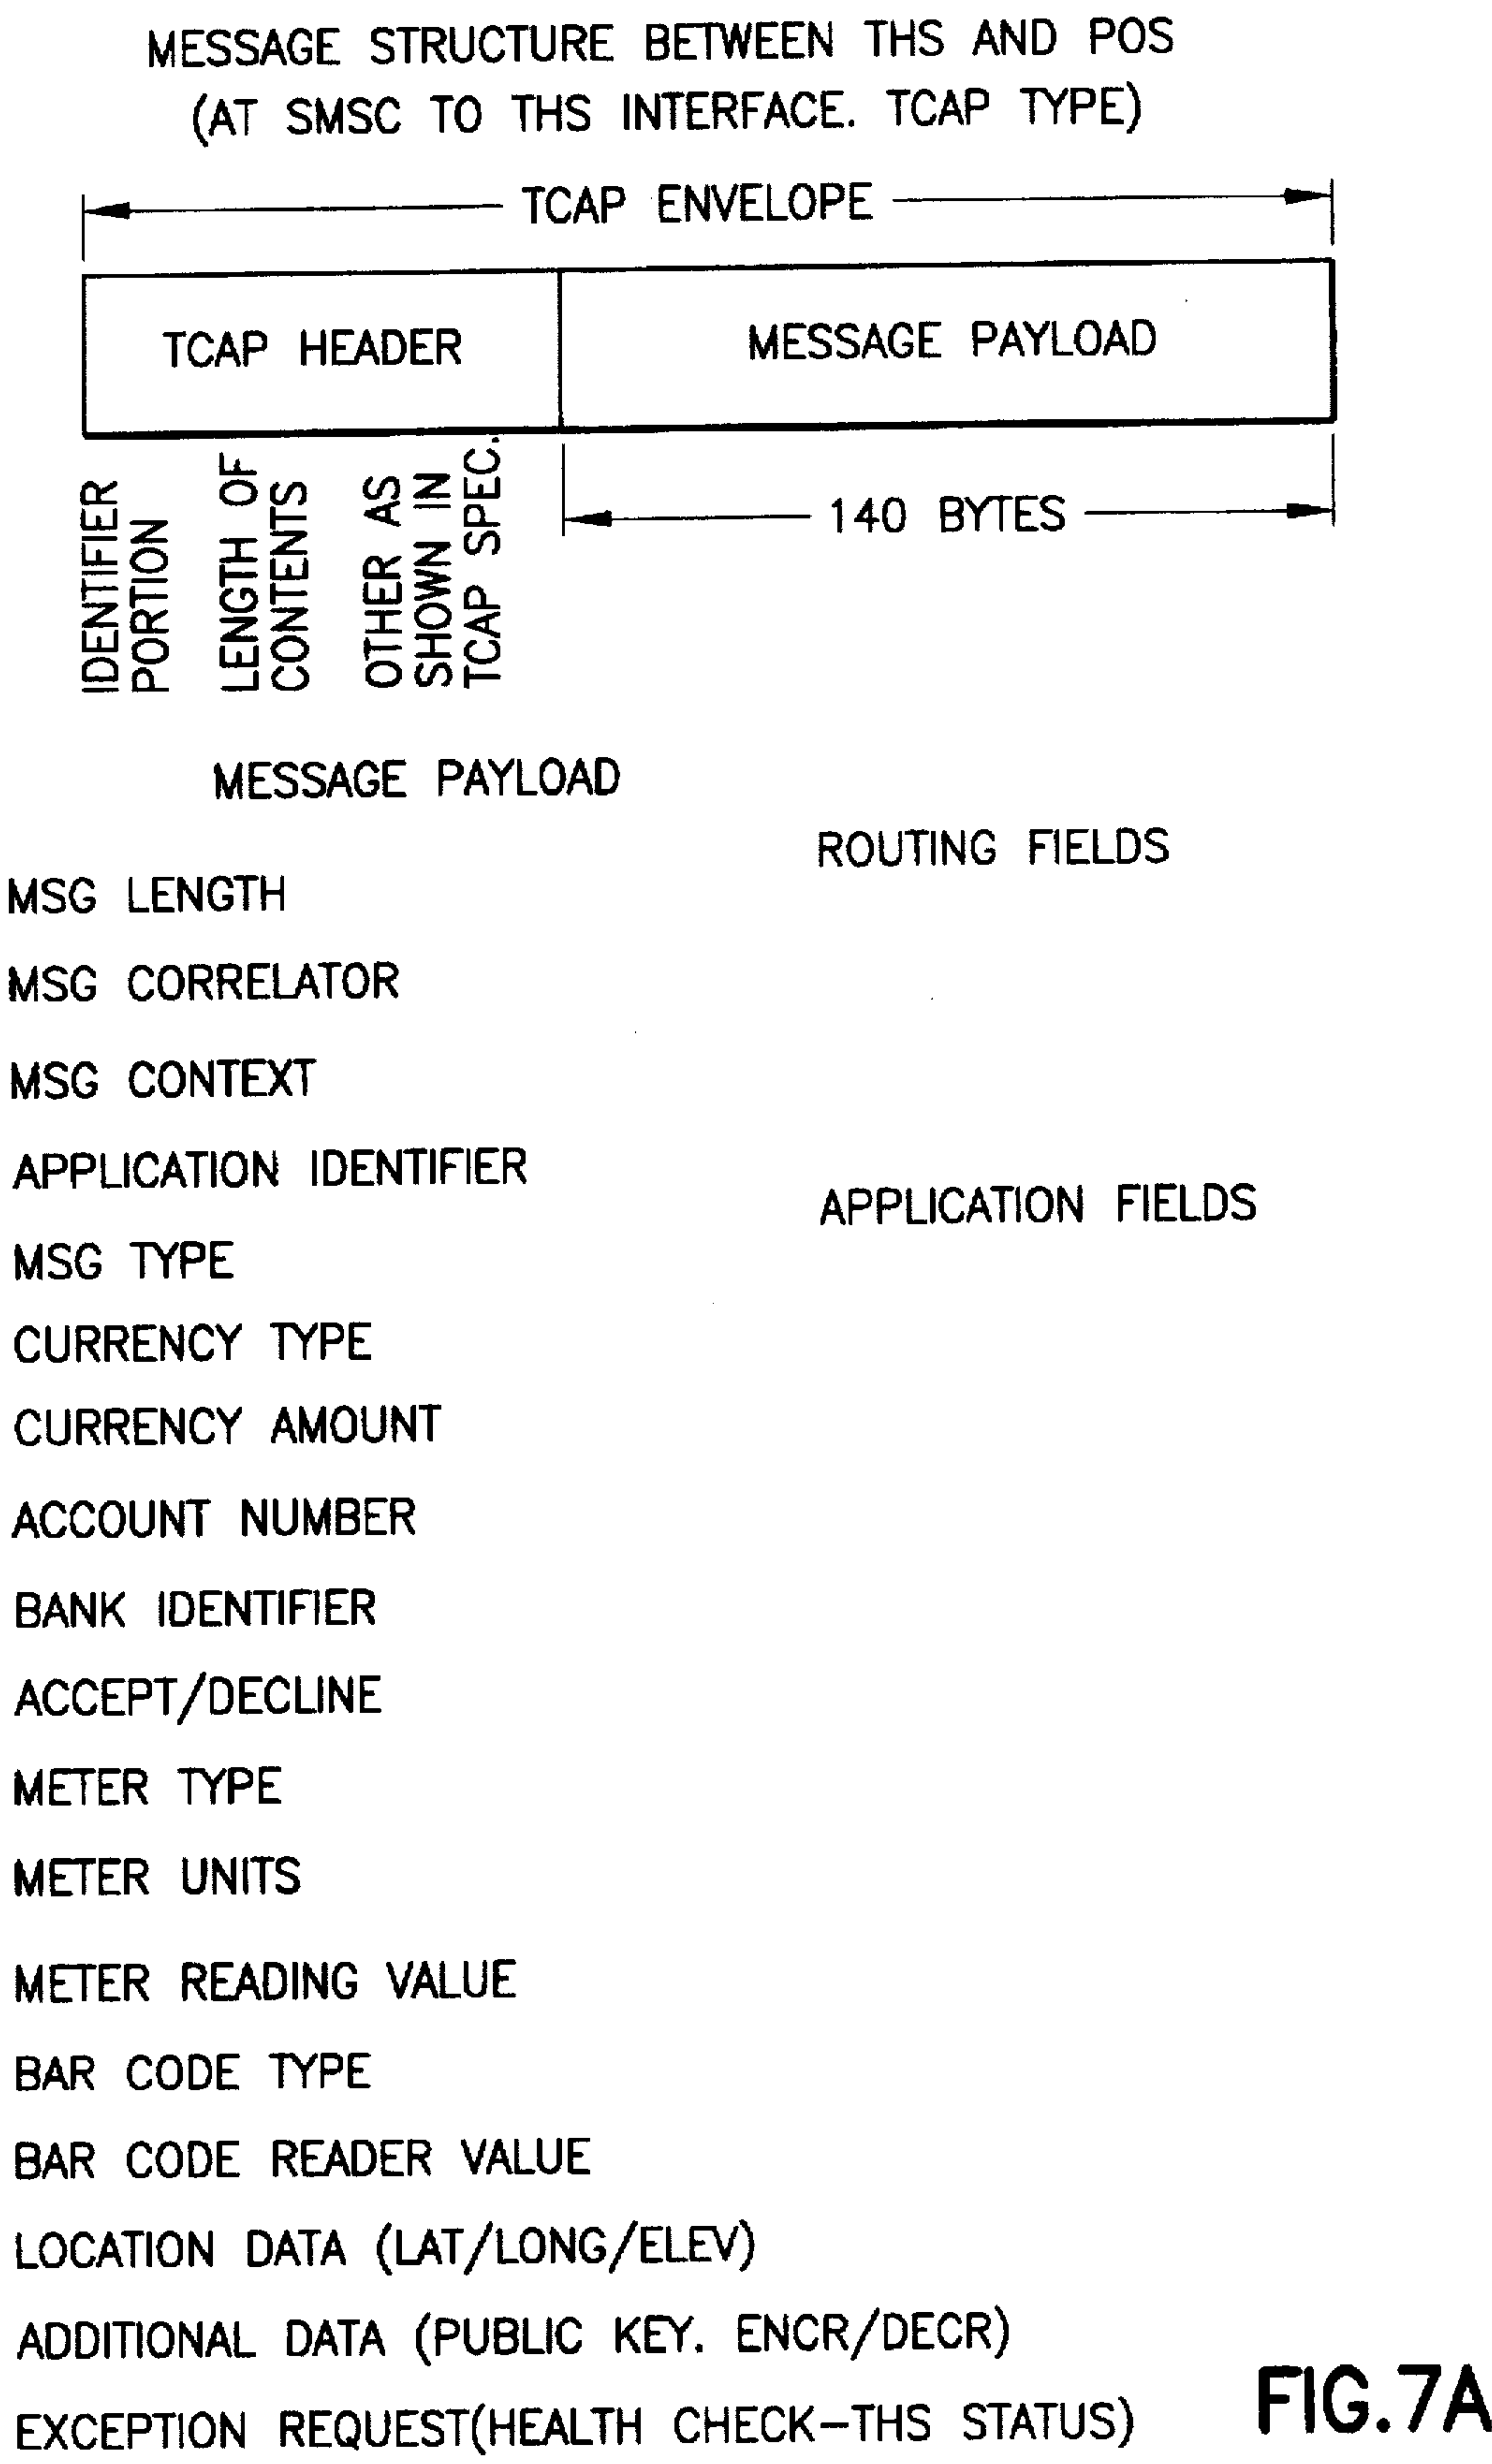 MESSAGE STRUCTURE BETWEEN THS AND POS
(AT SMSC TO THS INTERFACE. TCAP TYPE)
TCAP ENVELOPE
TCAP HEADER
MESSAGE PAYLOAD
IDENTIFIER
PORTION
LENGTH OF
CONTENTS
OTHER AS
SHOWN IN
TCAP SPEC.
140 BYTES
MESSAGE PAYLOAD
ROUTING FIELDS
MSG LENGTH
MSG CORRELATOR
MSG CONTEXT
APPLICATION IDENTIFIER
APPLICATION FIELDS
MSG TYPE
CURRENCY TYPE
CURRENCY AMOUNT
ACCOUNT NUMBER
BANK IDENTIFIER
ACCEPT/DECLINE
METER TYPE
METER UNITS
METER READING VALUE
BAR CODE TYPE
BAR CODE READER VALUE
LOCATION DATA (LAT/LONG/ELEV)
ADDITIONAL DATA (PUBLIC KEY. ENCR/DECR)
EXCEPTION REQUEST(HEALTH CHECK–THS STATUS)
FIG.7A